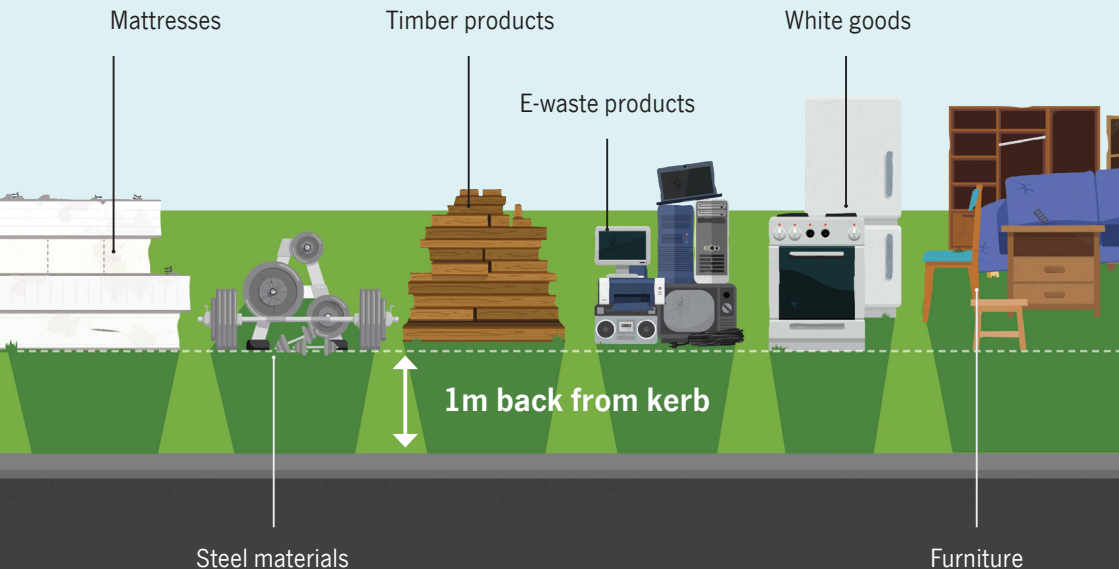 Mattresses
Timber products
White goods
E-waste products
1m back from kerb
Steel materials
Furniture